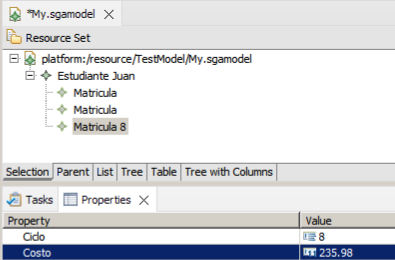 *My.sgamodel
Resource Set
platform:/resource/TestModel/My.sgamodel
Estudiante Juan
Matricula
Matricula
Matricula 8
Selection Parent List Tree Table Tree with Columns
Tasks Properties
Property Value
Ciclo 8
Costo 235.98